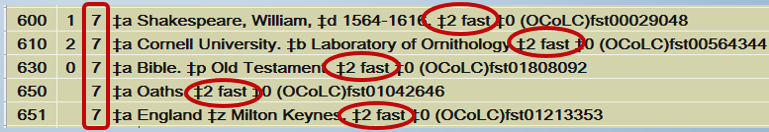 600 1 7 ‡a Shakespeare, William, ‡d 1564-1616. ‡2 fast ‡0 (OCoLC)fst00029048
610 2 7 ‡a Cornell University. ‡b Laboratory of Ornithology ‡2 fast ‡0 (OCoLC)fst00564344
630 0 7 ‡a Bible. ‡p Old Testament. ‡2 fast ‡0 (OCoLC)fst01808092
650 7 ‡a Oaths. ‡2 fast ‡0 (OCoLC)fst01042646
651 7 ‡a England ‡z Milton Keynes. ‡2 fast ‡0 (OCoLC)fst01213353